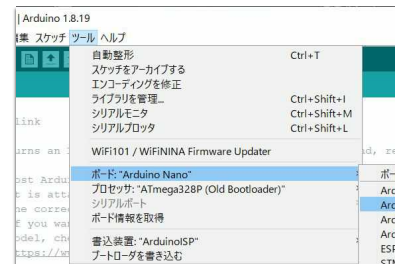 | Arduino 1.8.19
集 スケッチ ツール ヘルプ
自動整形 Ctrl+T
スケッチをアーカイブする
エンコーディングを修正
ライブラリを管理... Ctrl+Shift+I
シリアルモニタ Ctrl+Shift+M
シリアルプロッタ Ctrl+Shift+L
link
WiFi101 / WiFiNINA Firmware Updater
urns an
d, re
ボード: "Arduino Nano"
ボー
ost Ardui
プロセッサ: "ATmega328P (Old Bootloader)"
Ard
t is atta
シリアルポート
Ard
he corre
ボード情報を取得
Ard
f you wan
Ard
odel, che
書込装置: "ArduinoISP"
ESP
https://w
ブートローダを書き込む
STM